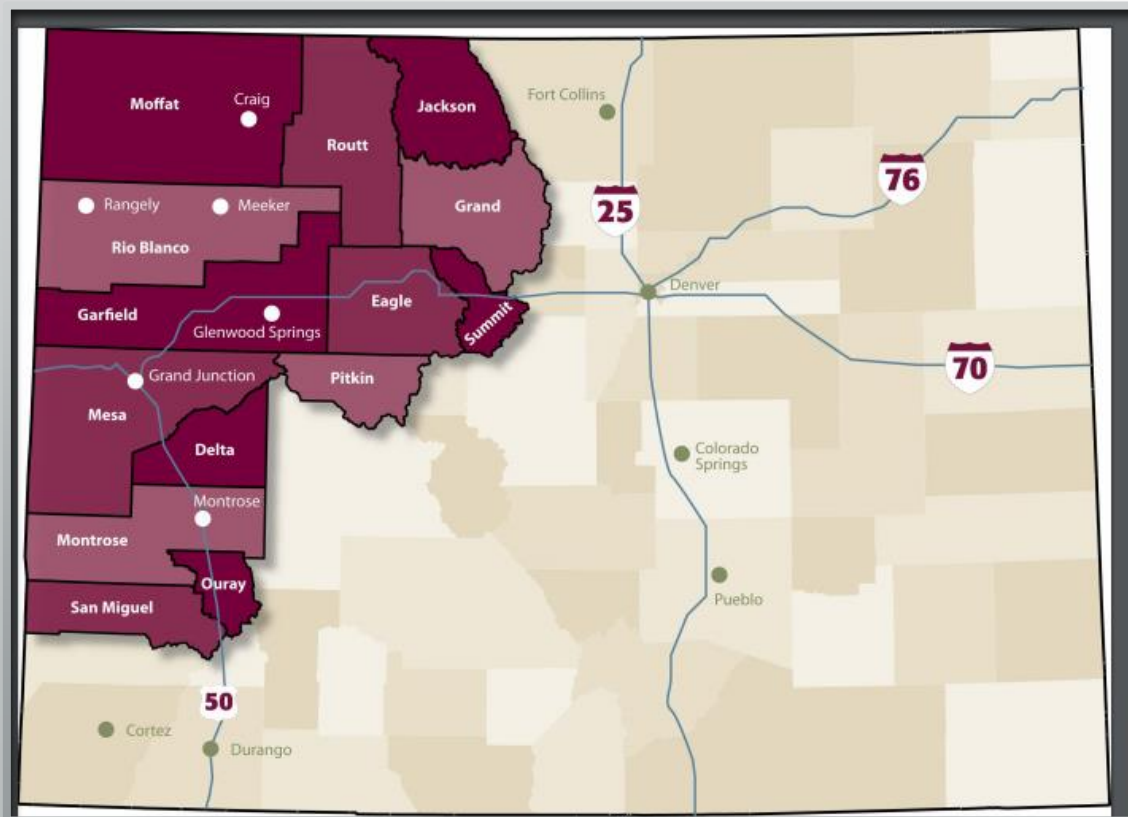 Fort Collins
Craig
Moffat
Jackson
Routt
76
Rangely
Meeker
Grand
25
Rio Blanco
Denver
Eagle
Garfield
Summit
Glenwood Springs
70
Grand Junction
Pitkin
Mesa
Delta
Colorado
Springs
Montrose
Montrose
Ouray
Pueblo
San Miguel
50
Cortez
Durango